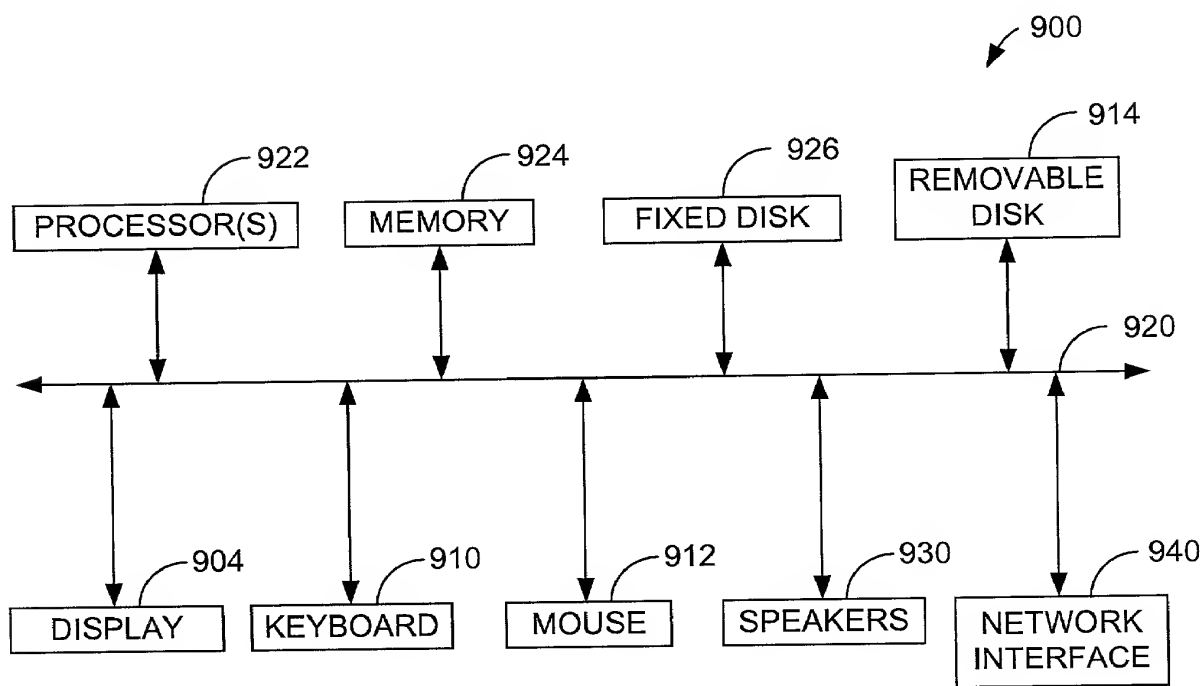 900
922
924
926
914
PROCESSOR(S)
MEMORY
FIXED DISK
REMOVABLE
DISK
920
904
910
912
930
940
DISPLAY
KEYBOARD
MOUSE
SPEAKERS
NETWORK
INTERFACE